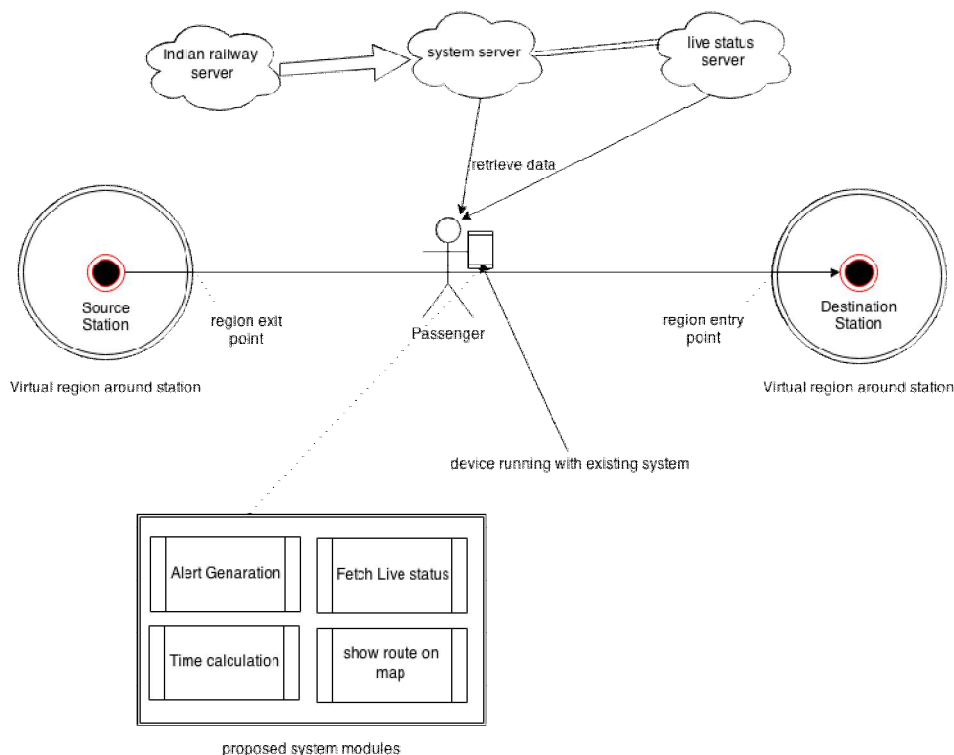 Indian railway
server
system server
live status
server
retrieve data
Source
Station
region exit
point
Passenger
region entry
point
Destination
Station
Virtual region around station
Virtual region around station
device running with existing system
Alert Genaration
Fetch Live status
Time calculation
show route on
map
proposed system modules